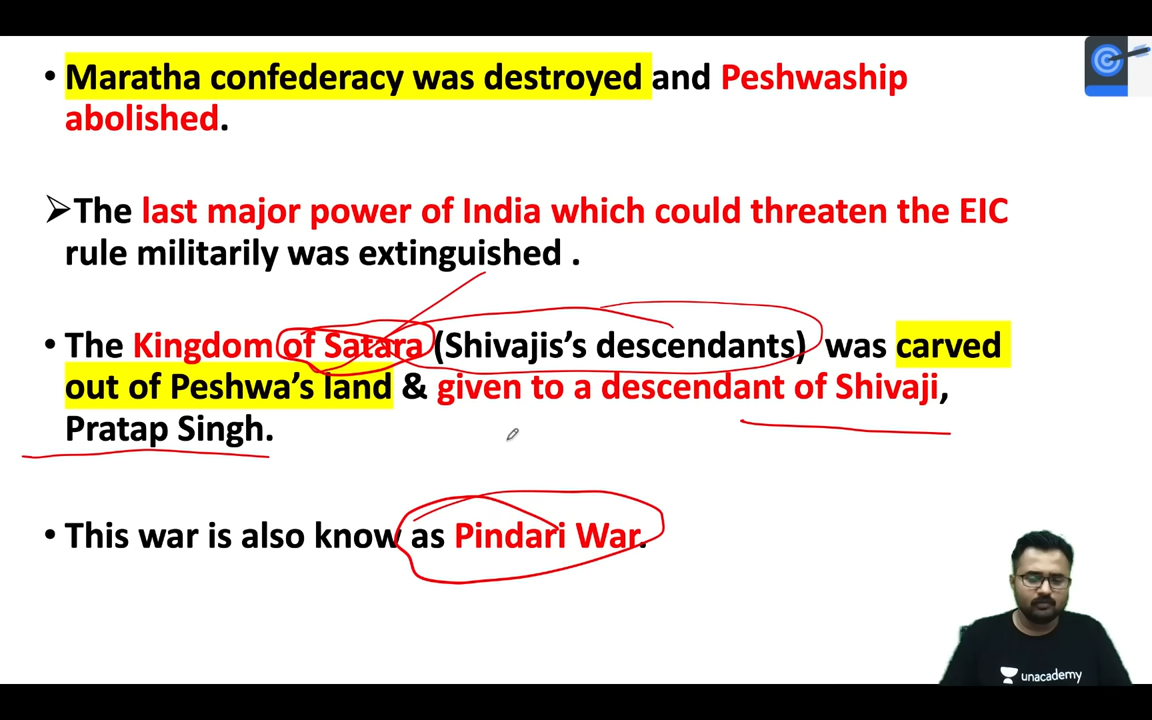 • Maratha confederacy was destroyed and Peshwaship
abolished.
➢The last major power of India which could threaten the EIC
rule militarily was extinguished .
• The Kingdom of Satara (Shivajis's descendants) was carved
out of Peshwa's land & given to a descendant of Shivaji,
Pratap Singh.
• This war is also know as Pindari War.
unacademy